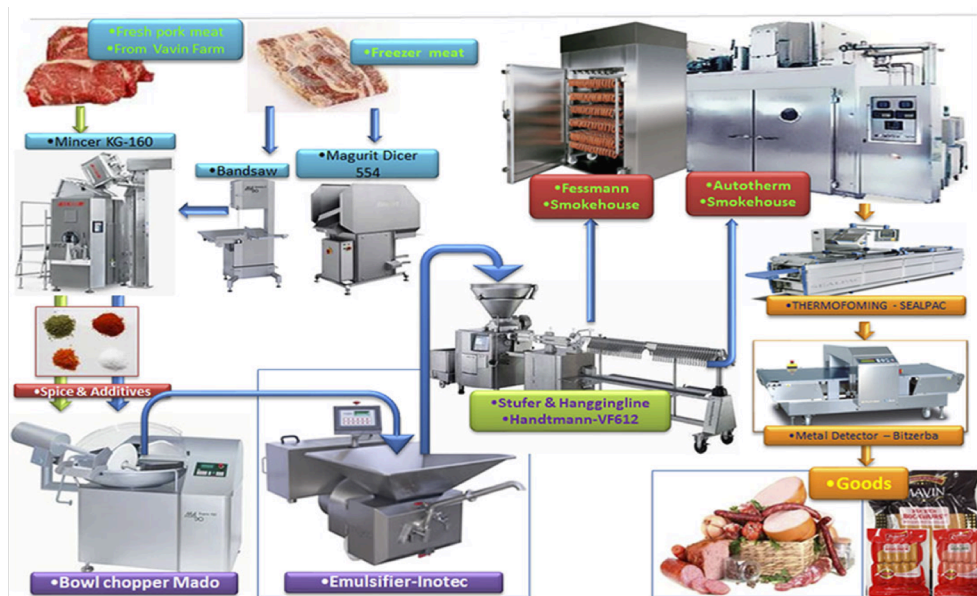 •Fresh pork meat
•From Vavin Farm
•Freezer meat
•Mincer KG-160
•Bandsaw
•Magurit Dicer
554
•Fessmann
•Smokehouse
•Autotherm
•Smokehouse
•THERMOFOMING - SEALPAC
•Spice & Additives
•Stufer & Hanggingline
•Handtmann-VF612
•Metal Detector – Bitzerba
•Goods
MAVIN
•Bowl chopper Mado
•Emulsifier-Inotec